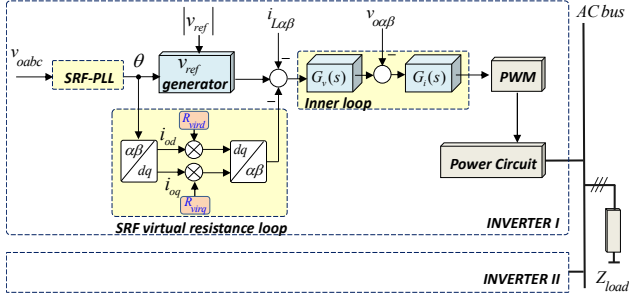 |v_ref|
i_Lαβ
v_oαβ
AC bus
v_oabc
SRF-PLL
θ
v_ref
generator
G_v(s)
G_i(s)
PWM
Inner loop
R_vird
αβ
dq
i_od
i_oq
dq
αβ
R_virq
Power Circuit
SRF virtual resistance loop
INVERTER I
INVERTER II
Z_load